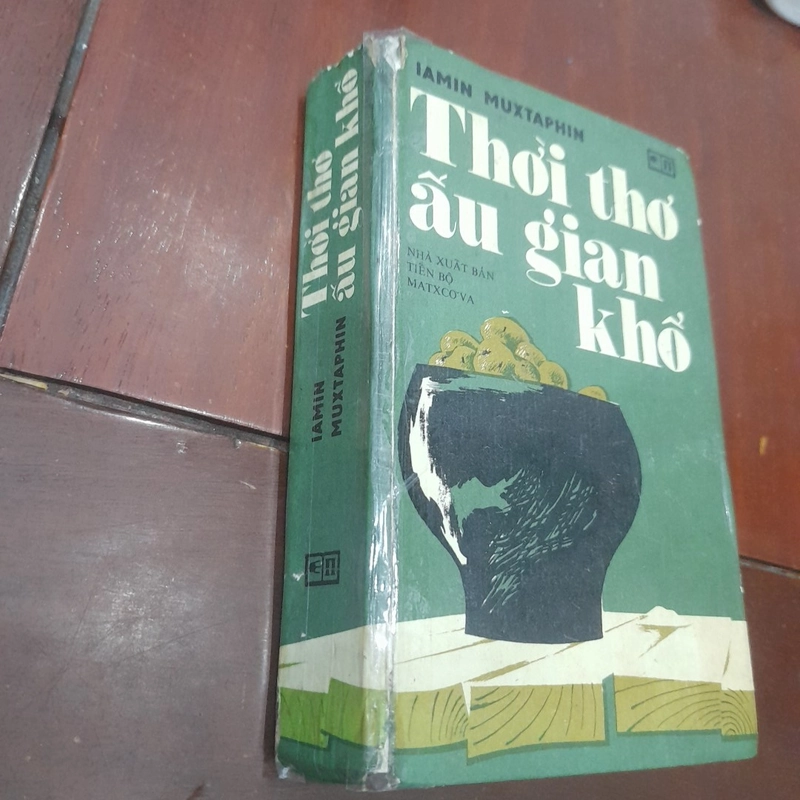 IAMIN MUXTAPHIN
Thời thơ
ấu gian
khổ
NHÀ XUẤT BẢN
TIẾN BỘ
MATXCƠVA
Thời thơ
ấu gian khổ
IAMIN
MUXTAPHIN